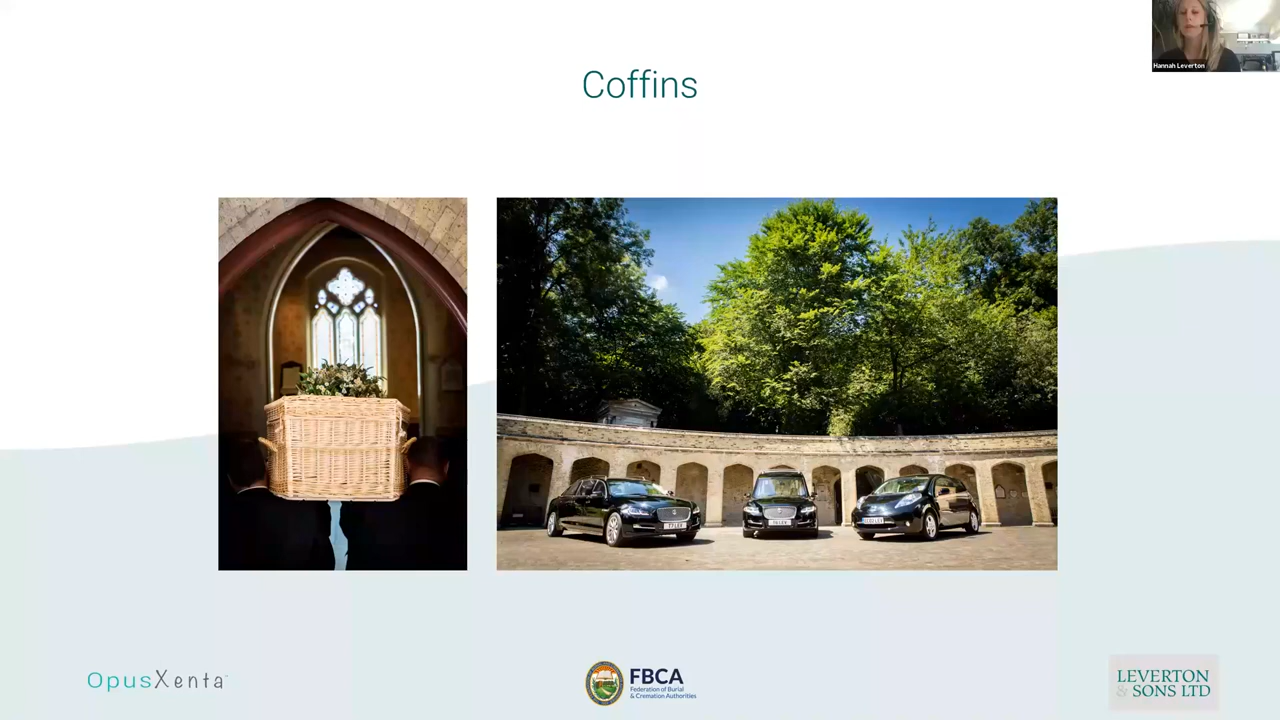 Coffins
Hannah Leverton
OpusXenta
FBCA
Federation of Burial
& Cremation Authorities
LEVERTON
& SONS LTD